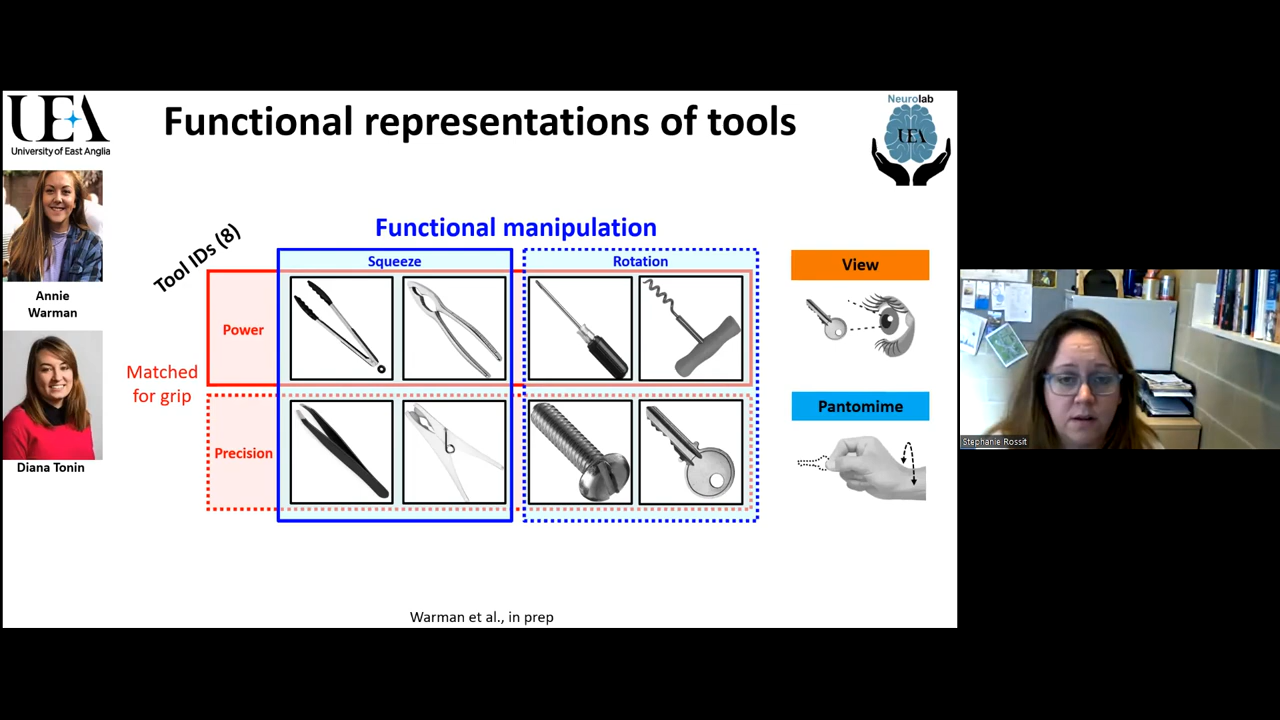 UEA
University of East Anglia
Functional representations of tools
Neurolab
UEA
Annie
Warman
Diana Tonin
Tool IDs (8)
Functional manipulation
Squeeze
Rotation
Power
Matched
for grip
Precision
View
Pantomime
Warman et al., in prep
Stephanie Rossit